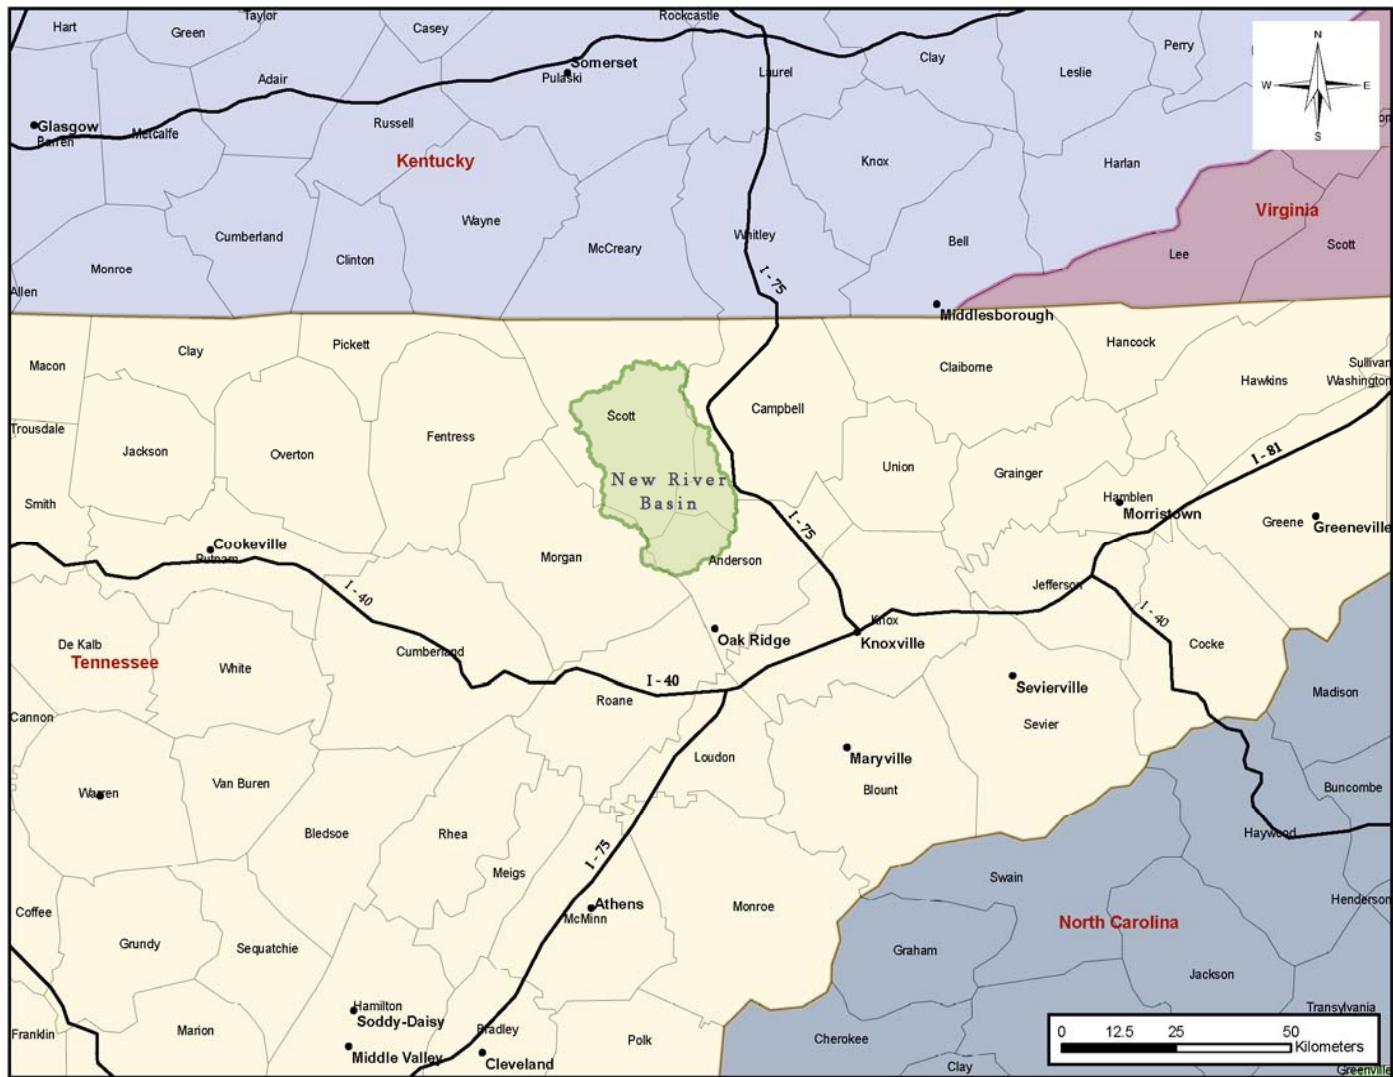 Hart
Taylor
Green
Casey
Rockcastle
Clay
Perry
Leslie
N
W
E
S
Adair
Somerset
Pulaski
Laurel
Glasgow
Barren
Metcalfe
Russell
Kentucky
Knox
Harlan
Virginia
Wayne
Cumberland
McCreary
Whitley
Bell
Lee
Scott
Monroe
Clinton
I - 75
Allen
Middlesborough
Macon
Clay
Pickett
Hancock
Claiborne
Sullivan
Washington
Hawkins
Trousdale
Scott
Campbell
Jackson
Overton
Fentress
I - 81
Union
Grainger
New River
Basin
Smith
Hamblen
Morristown
Greene
Greeneville
I - 75
Cookeville
Putnam
Morgan
Anderson
I - 40
Jefferson
I - 40
De Kalb
Tennessee
White
Cumberland
Oak Ridge
Knox
Knoxville
Cocke
I - 40
Roane
Sevierville
Sevier
Madison
Cannon
Loudon
Maryville
Blount
Warren
Van Buren
Buncombe
Bledsoe
Rhea
Haywood
I - 75
Meigs
Swain
Coffee
Athens
McMinn
Monroe
Henderson
North Carolina
Grundy
Sequatchie
Graham
Jackson
Hamilton
Soddy-Daisy
Transylvania
Franklin
Marion
Bradley
Polk
Cherokee
0 12.5 25 50
Kilometers
Middle Valley
Cleveland
Clay
Greenville